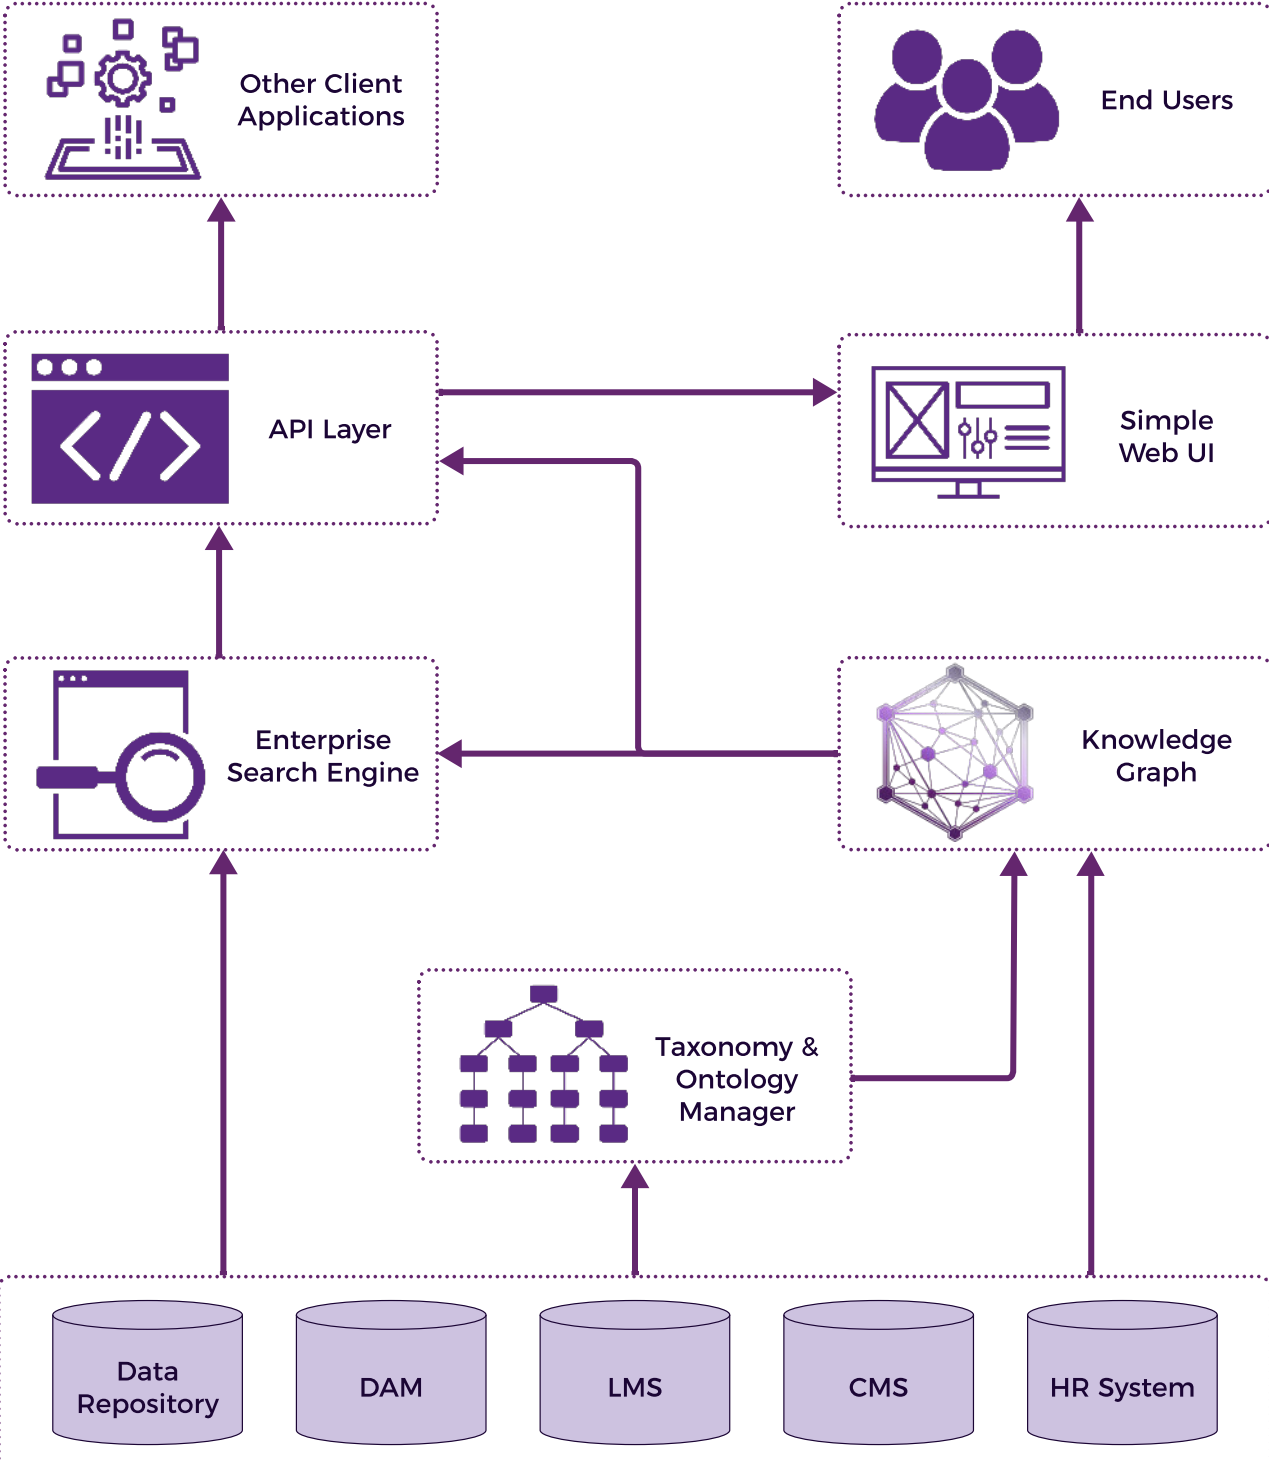 Other Client
Applications
End Users
API Layer
Simple
Web UI
Enterprise
Search Engine
Knowledge
Graph
Taxonomy &
Ontology
Manager
Data
Repository
DAM
LMS
CMS
HR System